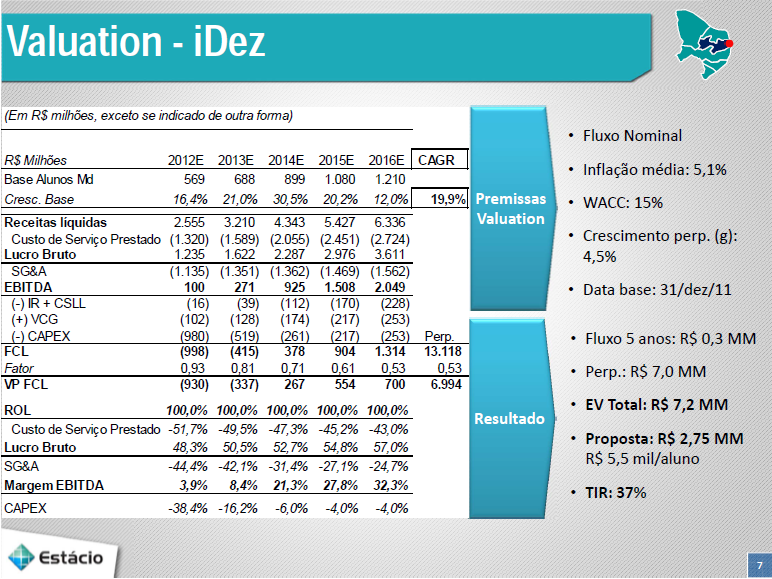 Valuation - iDez
(Em R$ milhões, exceto se indicado de outra forma)
R$ Milhões 2012E 2013E 2014E 2015E 2016E CAGR
Base Alunos Md 569 688 899 1.080 1.210
Cresc. Base 16,4% 21,0% 30,5% 20,2% 12,0% 19,9%
Receitas líquidas 2.555 3.210 4.343 5.427 6.336
Custo de Serviço Prestado (1.320) (1.589) (2.055) (2.451) (2.724)
Lucro Bruto 1.235 1.622 2.287 2.976 3.611
SG&A (1.135) (1.351) (1.362) (1.469) (1.562)
EBITDA 100 271 925 1.508 2.049
(-) IR + CSLL (16) (39) (112) (170) (228)
(+) VCG (102) (128) (174) (217) (253)
(-) CAPEX (980) (519) (261) (217) (253) Perp.
FCL (998) (415) 378 904 1.314 13.118
Fator 0,93 0,81 0,71 0,61 0,53 0,53
VP FCL (930) (337) 267 554 700 6.994
ROL 100,0% 100,0% 100,0% 100,0% 100,0%
Custo de Serviço Prestado -51,7% -49,5% -47,3% -45,2% -43,0%
Lucro Bruto 48,3% 50,5% 52,7% 54,8% 57,0%
SG&A -44,4% -42,1% -31,4% -27,1% -24,7%
Margem EBITDA 3,9% 8,4% 21,3% 27,8% 32,3%
CAPEX -38,4% -16,2% -6,0% -4,0% -4,0%
Premissas
Valuation
• Fluxo Nominal
• Inflação média: 5,1%
• WACC: 15%
• Crescimento perp. (g):
4,5%
• Data base: 31/dez/11
Resultado
• Fluxo 5 anos: R$ 0,3 MM
• Perp.: R$ 7,0 MM
• EV Total: R$ 7,2 MM
• Proposta: R$ 2,75 MM
R$ 5,5 mil/aluno
• TIR: 37%
Estácio
7